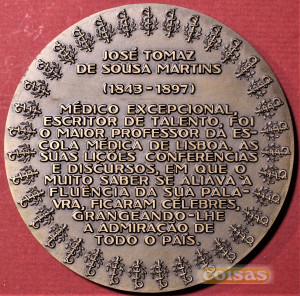 JOSÉ TOMAZ
DE SOUSA MARTINS
(1843-1897)
MÉDICO EXCEPCIONAL,
ESCRITOR DE TALENTO, FOI
O MAIOR PROFESSOR DA ES-
COLA MÉDICA DE LISBOA. AS
SUAS LIÇÕES CONFERÊNCIAS
E DISCURSOS, EM QUE O
MUITO SABER SE ALIAVA À
FLUÊNCIA DA SUA PALA-
VRA, FICARAM CÉLEBRES,
GRANGEANDO-LHE
A ADMIRAÇÃO DE
TODO O PAÍS.
COISAS